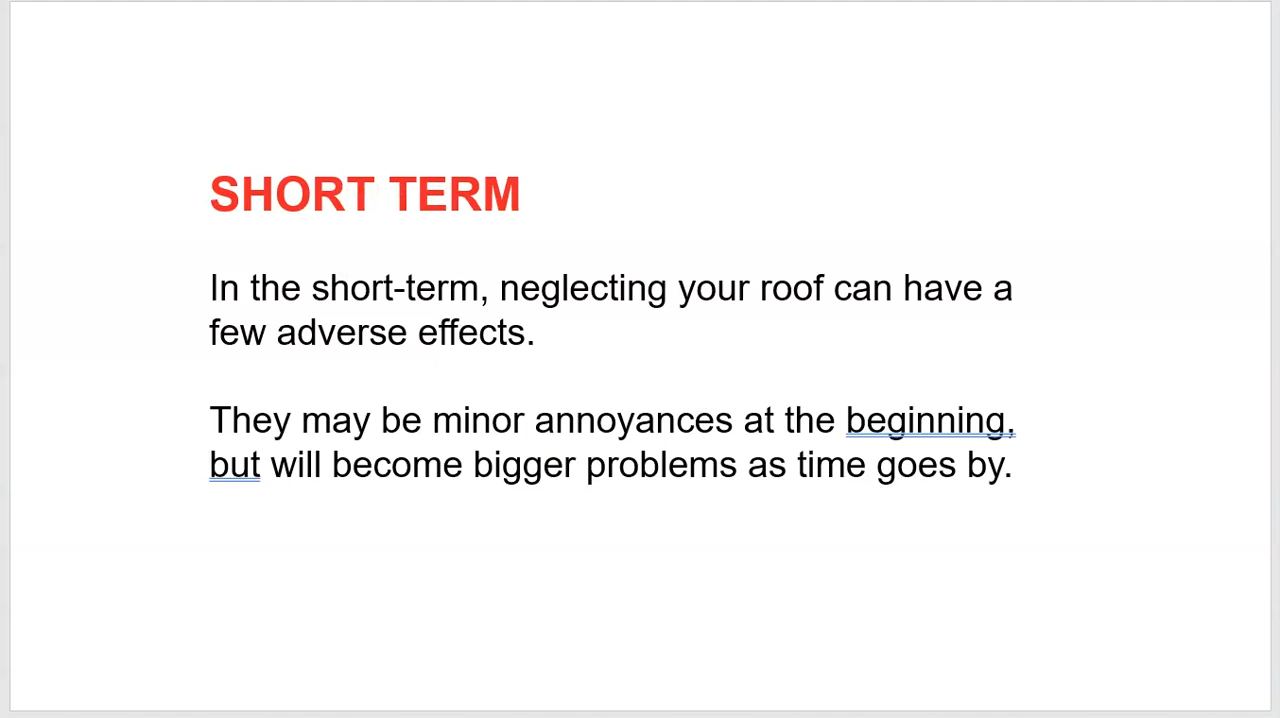 SHORT TERM
In the short-term, neglecting your roof can have a
few adverse effects.
They may be minor annoyances at the beginning,
but will become bigger problems as time goes by.